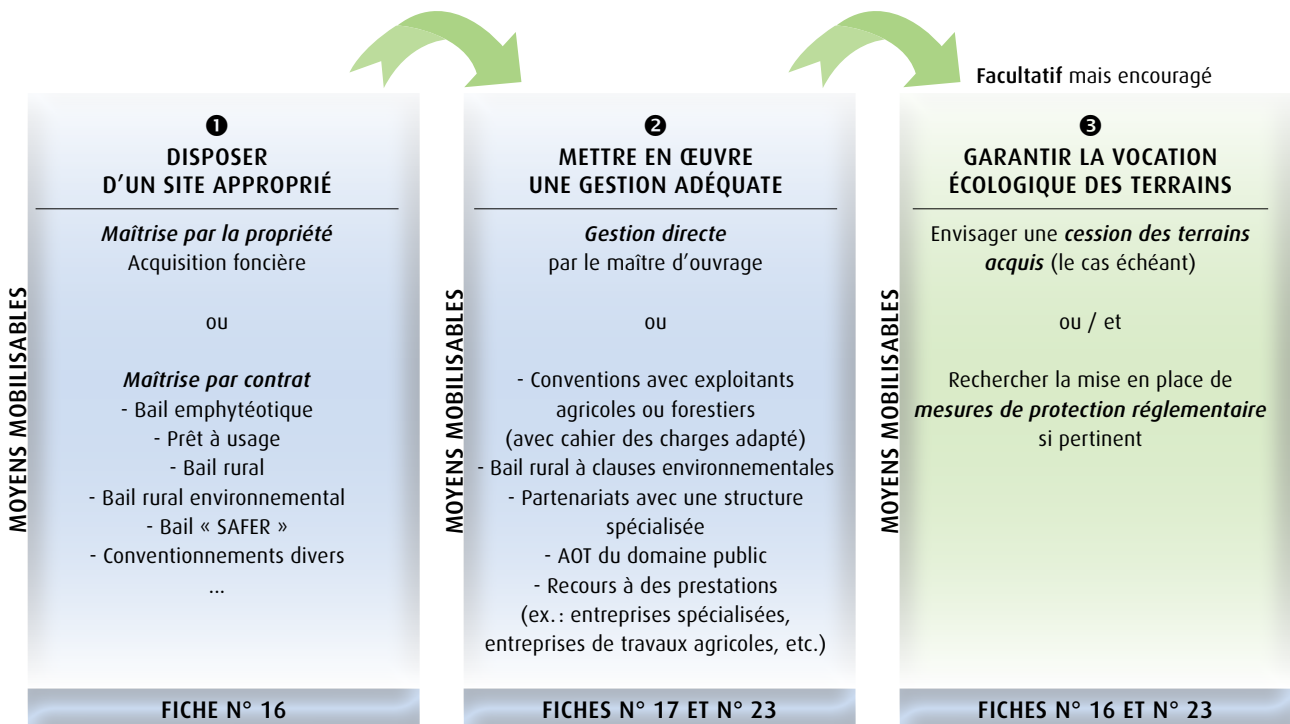 Facultatif mais encouragé
MOYENS MOBILISABLES
❶
DISPOSER
D'UN SITE APPROPRIÉ
Maîtrise par la propriété
Acquisition foncière
ou
Maîtrise par contrat
- Bail emphytéotique
- Prêt à usage
- Bail rural
- Bail rural environnemental
- Bail « SAFER »
- Conventionnements divers
...
FICHE N° 16
MOYENS MOBILISABLES
❷
METTRE EN ŒUVRE
UNE GESTION ADÉQUATE
Gestion directe
par le maître d'ouvrage
ou
- Conventions avec exploitants
agricoles ou forestiers
(avec cahier des charges adapté)
- Bail rural à clauses environnementales
- Partenariats avec une structure
spécialisée
- AOT du domaine public
- Recours à des prestations
(ex. : entreprises spécialisées,
entreprises de travaux agricoles, etc.)
FICHES N° 17 ET N° 23
MOYENS MOBILISABLES
❸
GARANTIR LA VOCATION
ÉCOLOGIQUE DES TERRAINS
Envisager une cession des terrains
acquis (le cas échéant)
ou / et
Rechercher la mise en place de
mesures de protection réglementaire
si pertinent
FICHES N° 16 ET N° 23